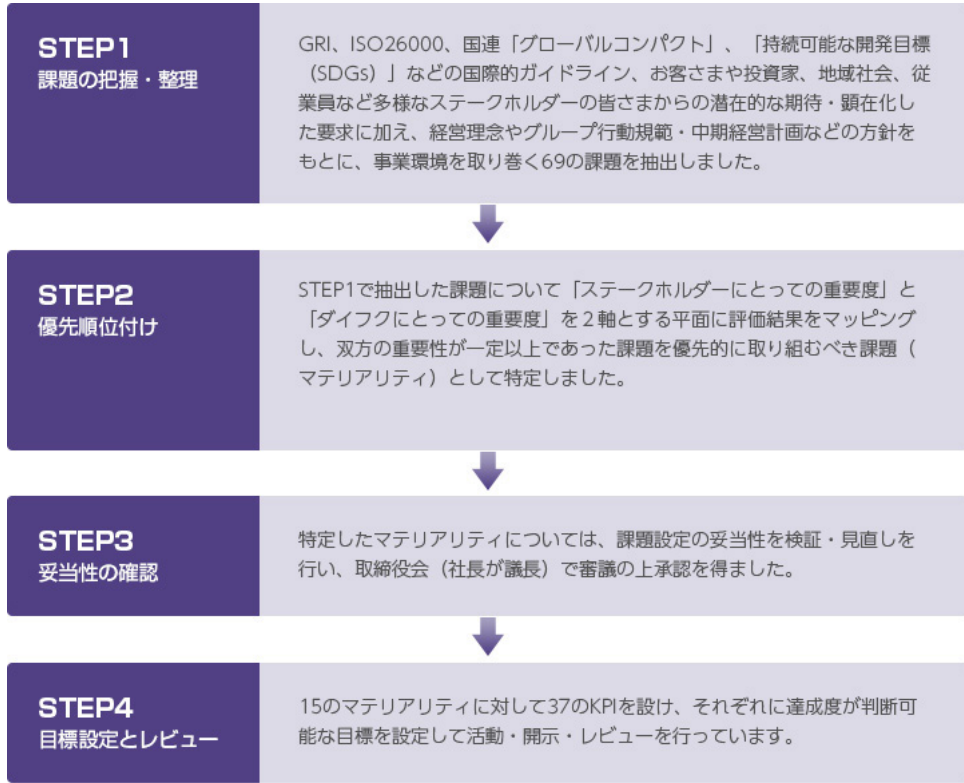 STEP1
課題の把握・整理
GRI、ISO26000、国連「グローバルコンパクト」、「持続可能な開発目標
（SDGs）」などの国際的ガイドライン、お客さまや投資家、地域社会、従
業員など多様なステークホルダーの皆さまからの潜在的な期待・顕在化し
た要求に加え、経営理念やグループ行動規範・中期経営計画などの方針を
もとに、事業環境を取り巻く69の課題を抽出しました。
STEP2
優先順位付け
STEP1で抽出した課題について「ステークホルダーにとっての重要度」と
「ダイフクにとっての重要度」を２軸とする平面に評価結果をマッピング
し、双方の重要性が一定以上であった課題を優先的に取り組むべき課題（
マテリアリティ）として特定しました。
STEP3
妥当性の確認
特定したマテリアリティについては、課題設定の妥当性を検証・見直しを
行い、取締役会（社長が議長）で審議の上承認を得ました。
STEP4
目標設定とレビュー
15のマテリアリティに対して37のKPIを設け、それぞれに達成度が判断可
能な目標を設定して活動・開示・レビューを行っています。